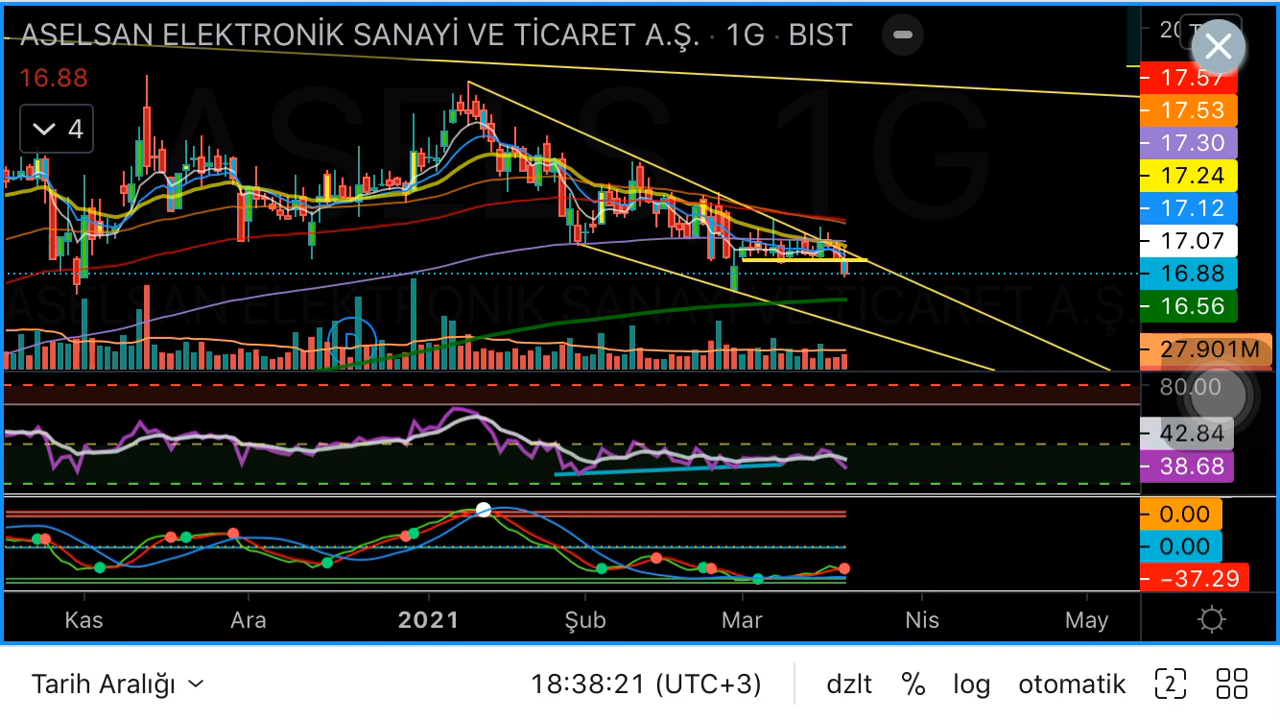 ASELSAN ELEKTRONİK SANAYİ VE TİCARET A.Ş. · 1G · BIST
16.88
4
ASELS, 1G
ASELSAN ELEKTRONİK SANAYİ VE TİCARET A.Ş.
17.57
17.53
17.30
17.24
17.12
17.07
16.88
16.56
27.901M
80.00
42.84
38.68
0.00
0.00
−37.29
Kas Ara 2021 Şub Mar Nis May
Tarih Aralığı 18:38:21 (UTC+3) dzlt % log otomatik 2